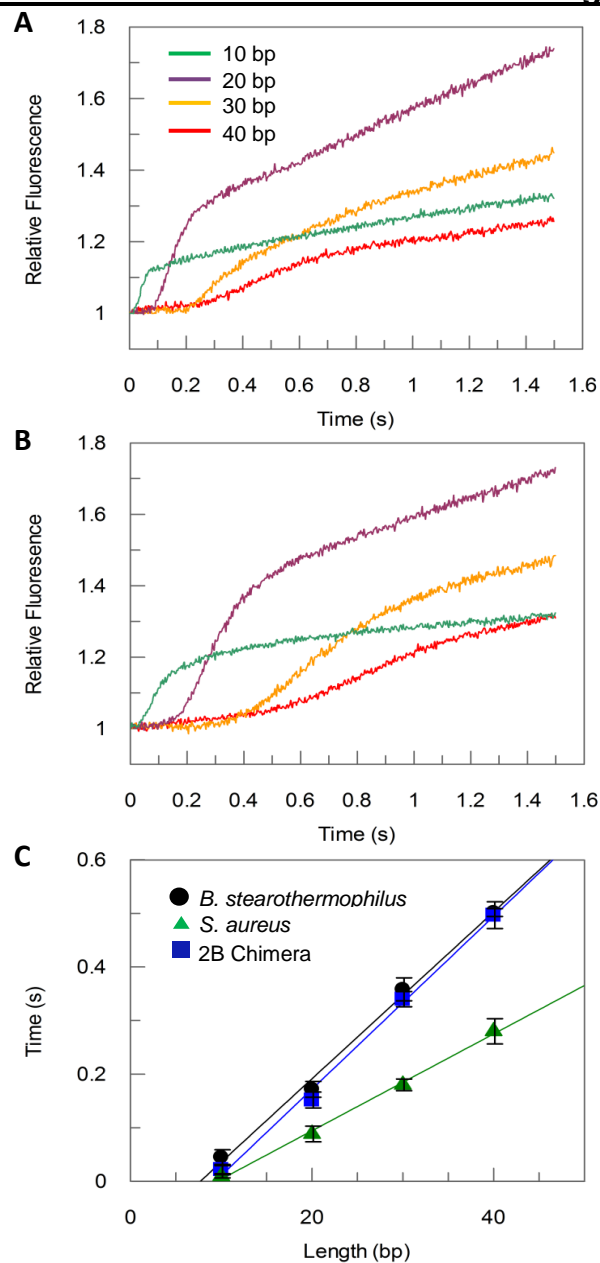 A
1.8
1.6
1.4
1.2
1
Relative Fluorescence
10 bp
20 bp
30 bp
40 bp
0 0.2 0.4 0.6 0.8 1 1.2 1.4 1.6
Time (s)
B
1.8
1.6
1.4
1.2
1
Relative Fluoresence
0 0.2 0.4 0.6 0.8 1 1.2 1.4 1.6
Time (s)
C
0.6
0.4
0.2
0
Time (s)
B. stearothermophilus
S. aureus
2B Chimera
0 20 40
Length (bp)